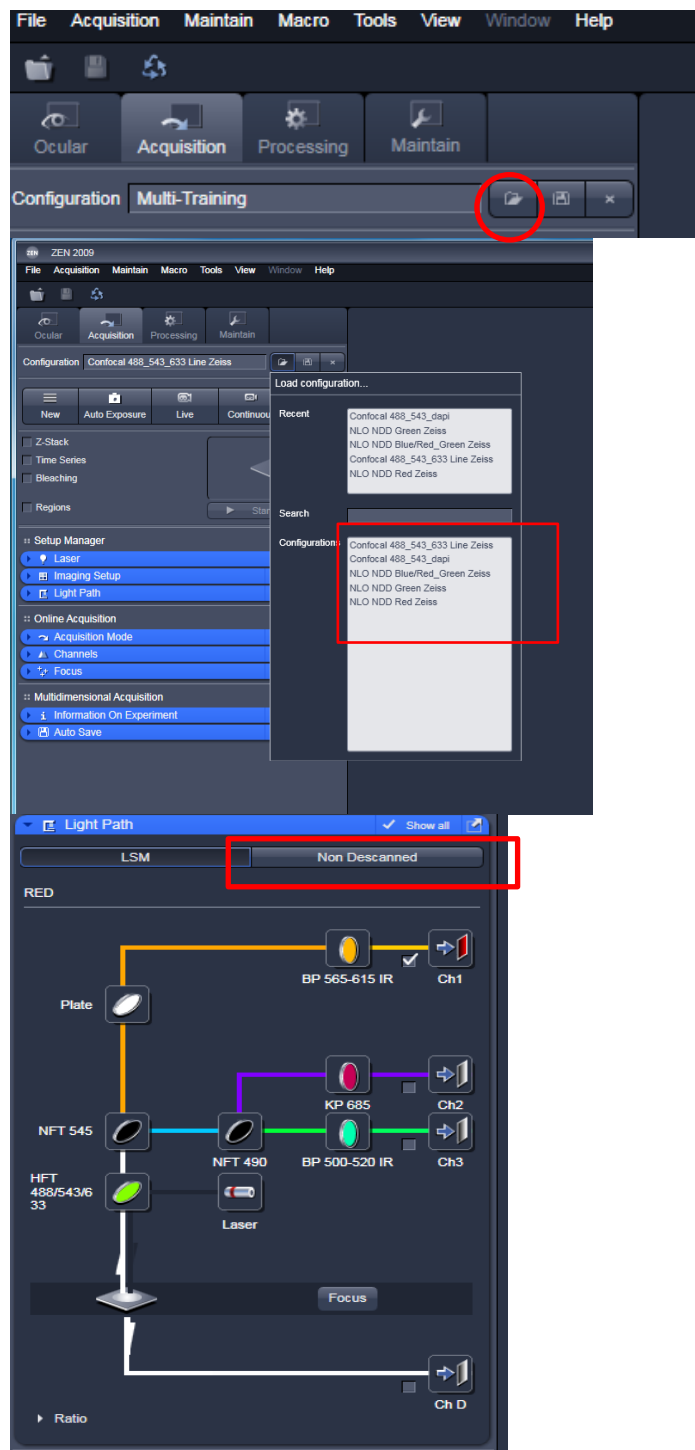 File Acquisition Maintain Macro Tools View Window Help
Ocular Acquisition Processing Maintain
Configuration Multi-Training
ZEN ZEN 2009
File Acquisition Maintain Macro Tools View Window Help
Ocular Acquisition Processing Maintain
Configuration Confocal 488_543_633 Line Zeiss
Load configuration...
New Auto Exposure Live Continuou
Recent
Confocal 488_543_dapi
NLO NDD Green Zeiss
NLO NDD Blue/Red_Green Zeiss
Confocal 488_543_633 Line Zeiss
NLO NDD Red Zeiss
Z-Stack
Time Series
Bleaching
Regions
Star
Search
Configurations
Confocal 488_543_633 Line Zeiss
Confocal 488_543_dapi
NLO NDD Blue/Red_Green Zeiss
NLO NDD Green Zeiss
NLO NDD Red Zeiss
Setup Manager
Laser
Imaging Setup
Light Path
Online Acquisition
Acquisition Mode
Channels
Focus
Multidimensional Acquisition
Information On Experiment
Auto Save
Light Path Show all
LSM Non Descanned
RED
BP 565-615 IR Ch1
Plate
KP 685 Ch2
NFT 545
NFT 490 BP 500-520 IR Ch3
HFT
488/543/6
33
Laser
Focus
Ch D
Ratio